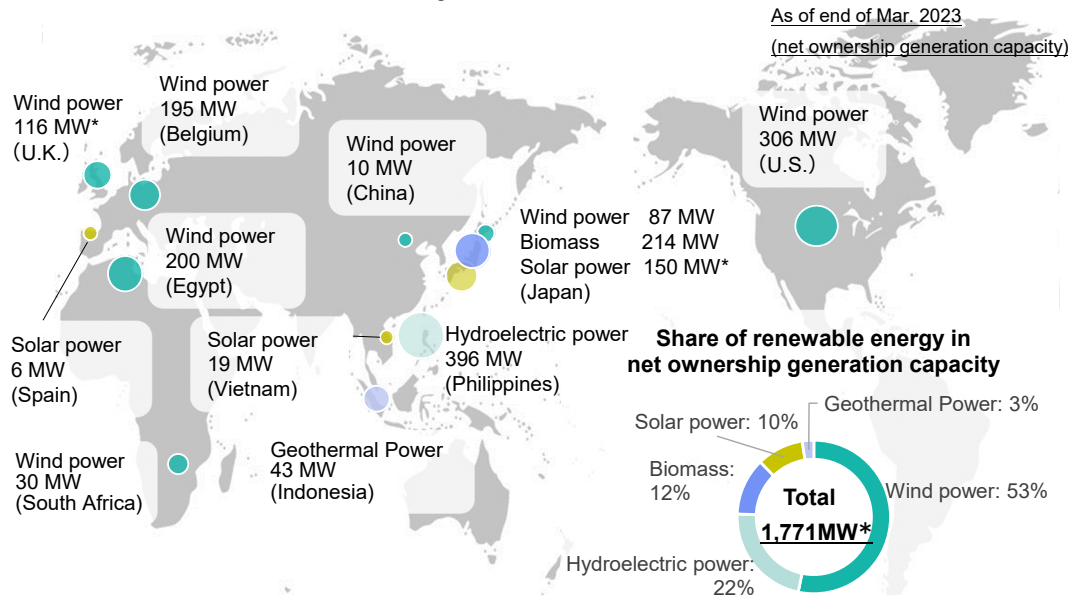 As of end of Mar. 2023
(net ownership generation capacity)
Wind power
116 MW*
(U.K.)
Wind power
195 MW
(Belgium)
Wind power
10 MW
(China)
Wind power
306 MW
(U.S.)
Wind power 87 MW
Biomass 214 MW
Solar power 150 MW*
(Japan)
Wind power
200 MW
(Egypt)
Solar power
6 MW
(Spain)
Solar power
19 MW
(Vietnam)
Hydroelectric power
396 MW
(Philippines)
Wind power
30 MW
(South Africa)
Geothermal Power
43 MW
(Indonesia)
Share of renewable energy in
net ownership generation capacity
Geothermal Power: 3%
Solar power: 10%
Biomass:
12%
Wind power: 53%
Hydroelectric power:
22%
Total
1,771MW*